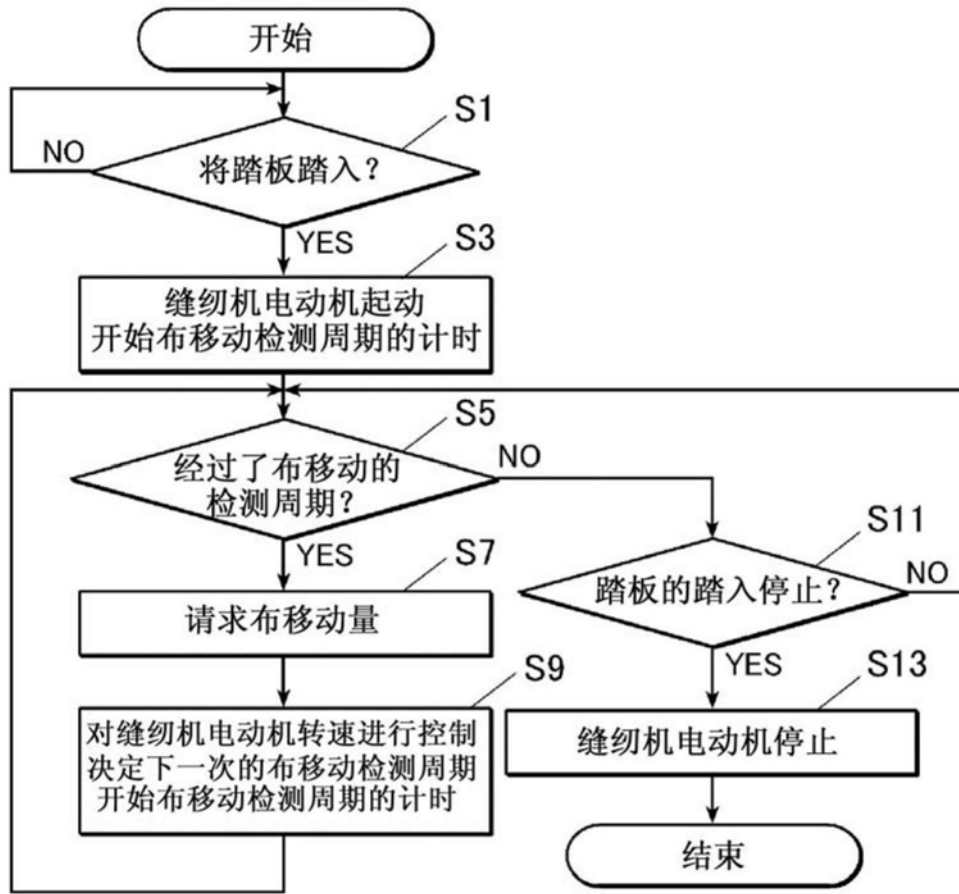 开始
S1
将踏板踏入？
NO
YES
S3
缝纫机电动机起动
开始布移动检测周期的计时
S5
经过了布移动的
检测周期？
NO
YES
S7
请求布移动量
S9
对缝纫机电动机转速进行控制
决定下一次的布移动检测周期
开始布移动检测周期的计时
S11
踏板的踏入停止？
NO
YES
S13
缝纫机电动机停止
结束